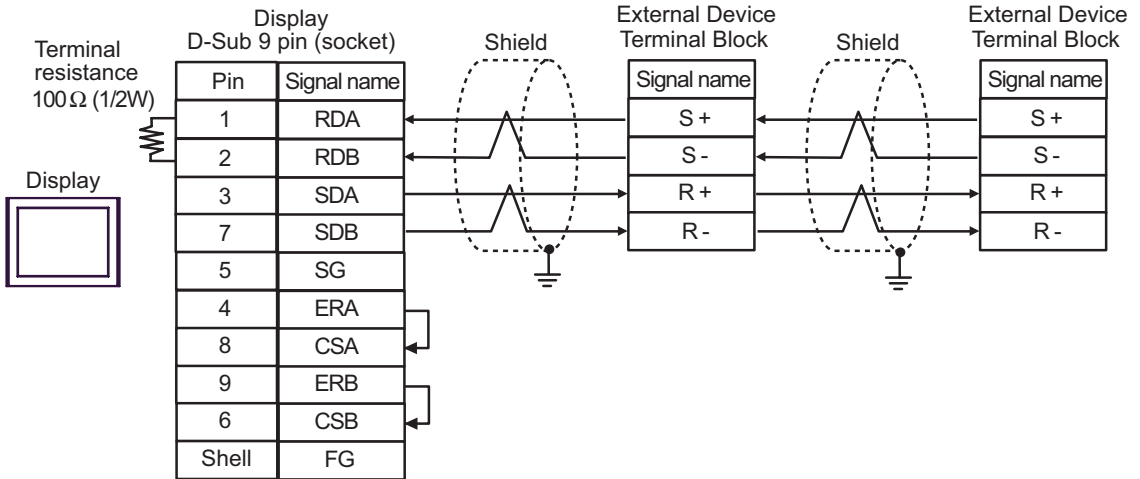 Display
D-Sub 9 pin (socket)
Terminal
resistance
100Ω (1/2W)
Shield
External Device
Terminal Block
Shield
External Device
Terminal Block
Pin Signal name
Signal name
Signal name
1 RDA
S +
S +
2 RDB
S -
S -
Display
3 SDA
R +
R +
7 SDB
R -
R -
5 SG
4 ERA
8 CSA
9 ERB
6 CSB
Shell FG